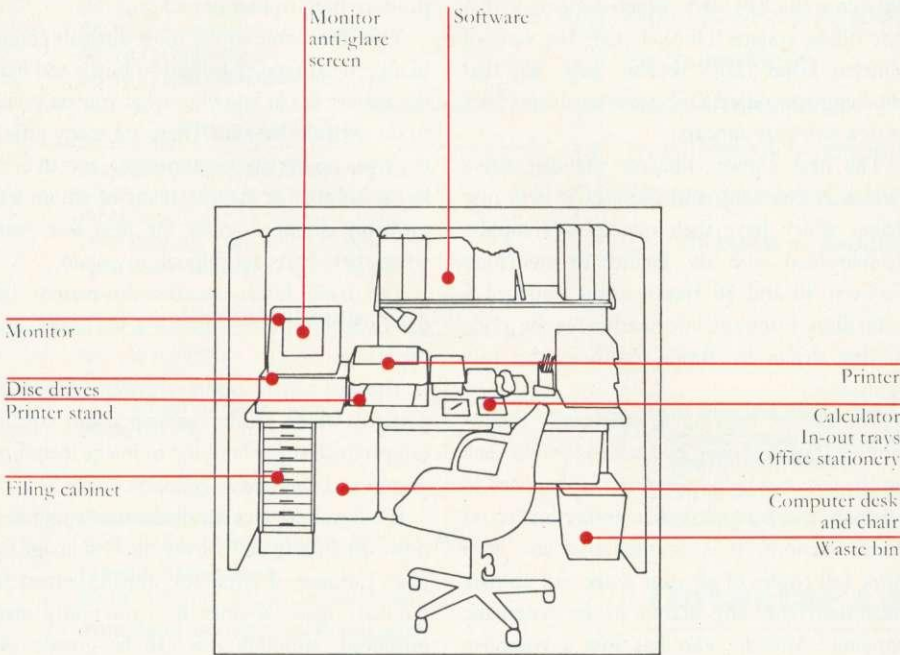 Monitor
anti-glare
screen
Software
Monitor
Disc drives
Printer stand
Filing cabinet
Printer
Calculator
In-out trays
Office stationery
Computer desk
and chair
Waste bin